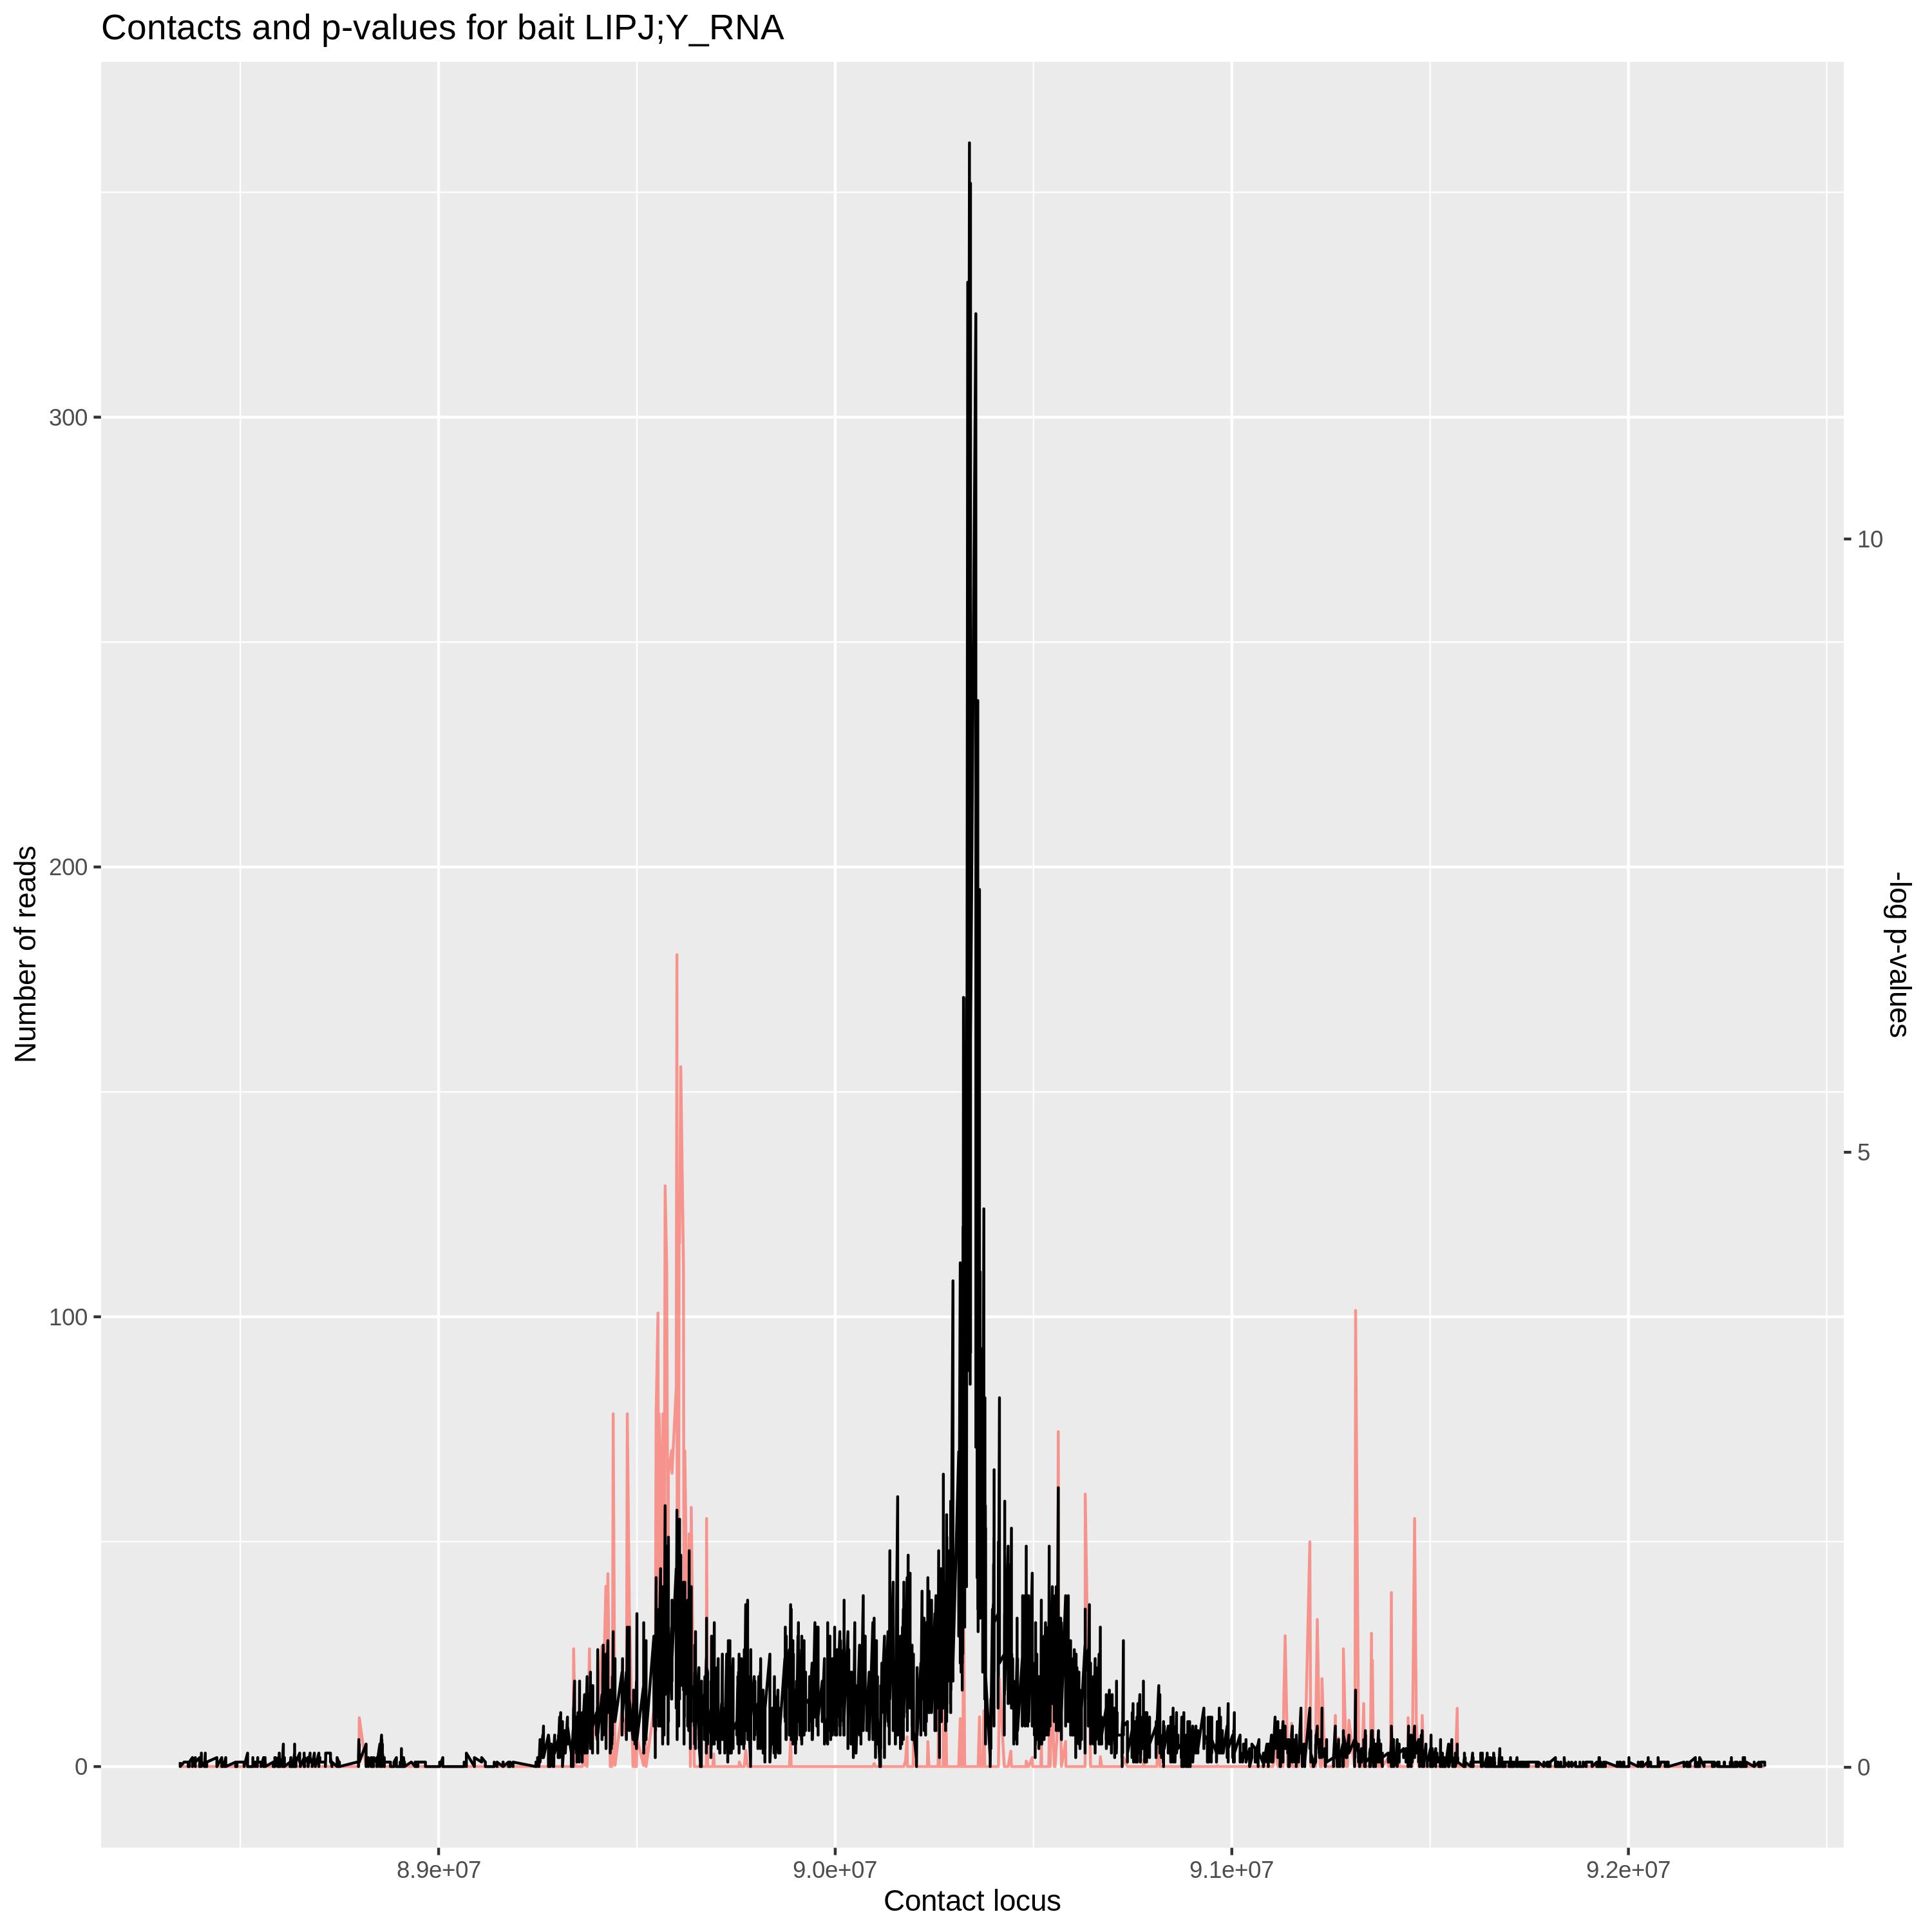 Contacts and p-values for bait LIPJ;Y_RNA
Number of reads
300
200
100
0
10
5
0
-log p-values
8.9e+07 9.0e+07 9.1e+07 9.2e+07
Contact locus